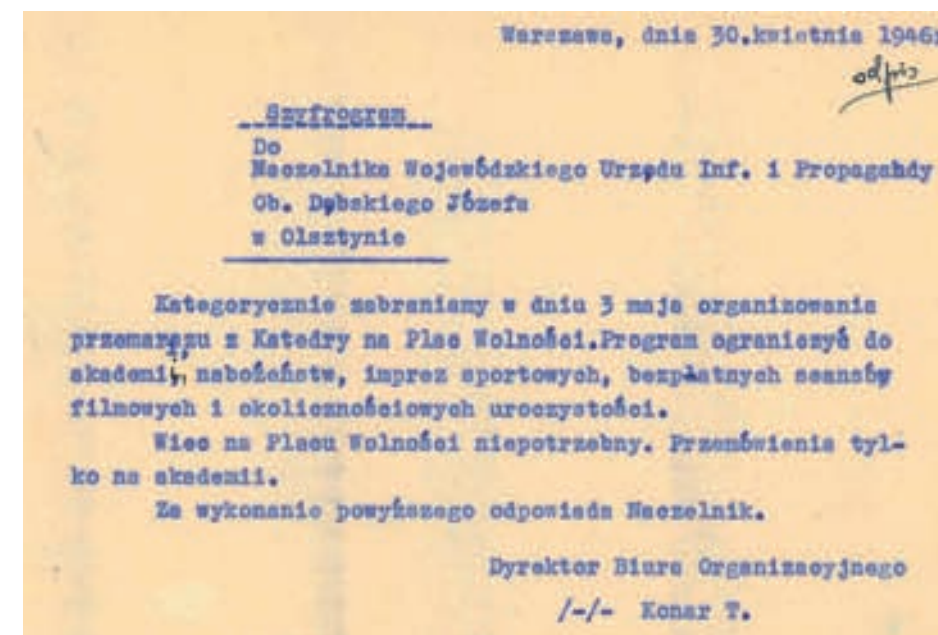 Warszawa, dnia 30.kwietnia 1946r
odpis
Szyfrogram
Do
Naczelnika Wojewódzkiego Urzędu Inf. i Propagandy
Ob. Dębskiego Józefa
w Olsztynie
Kategorycznie zabraniamy w dniu 3 maja organizowania
przemarszu z Katedry na Plac Wolności.Program ograniczyć do
akademii, nabożeństw, imprez sportowych, bezpłatnych seansów
filmowych i okolicznościowych uroczystości.
Wiec na Placu Wolności niepotrzebny. Przemówienia tyl-
ko na akademii.
Za wykonanie powyższego odpowiada Naczelnik.
Dyrektor Biura Organizacyjnego
/-/- Konar T.